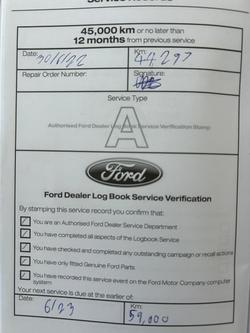 Service Records
45,000 km or no later than
12 months from previous service
Date: 30/6/22 Km: 44297
Repair Order Number: Signature:
Service Type
A
Authorised Ford Dealer Log Book Service Verification Stamp
Ford
Ford Dealer Log Book Service Verification
By stamping this service record you confirm that:
You are an Authorised Ford Dealer Service Department
You have completed all aspects of the Logbook Service
You have checked and completed any outstanding campaign or recall actions
You have only fitted Genuine Ford Parts
You have recorded this service event on the Ford Motor Company computer
system
Your next service is due at the earlier of:
Date: 6/23 Km: 59,000